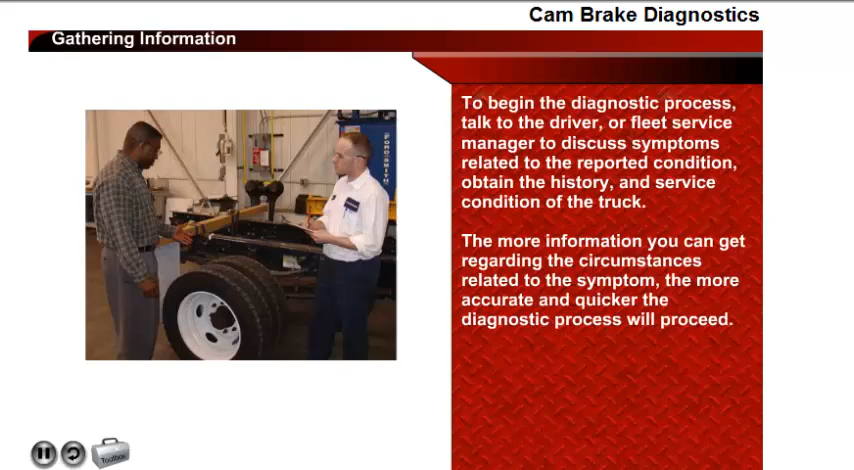 Cam Brake Diagnostics
Gathering Information
To begin the diagnostic process,
talk to the driver, or fleet service
manager to discuss symptoms
related to the reported condition,
obtain the history, and service
condition of the truck.
The more information you can get
regarding the circumstances
related to the symptom, the more
accurate and quicker the
diagnostic process will proceed.
Toolbox